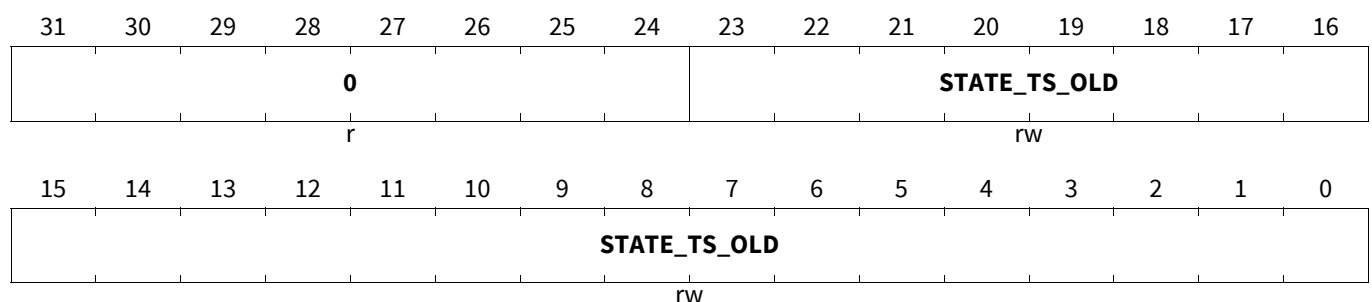 31 30 29 28 27 26 25 24 23 22 21 20 19 18 17 16
0 STATE_TS_OLD
r rw
15 14 13 12 11 10 9 8 7 6 5 4 3 2 1 0
STATE_TS_OLD
rw